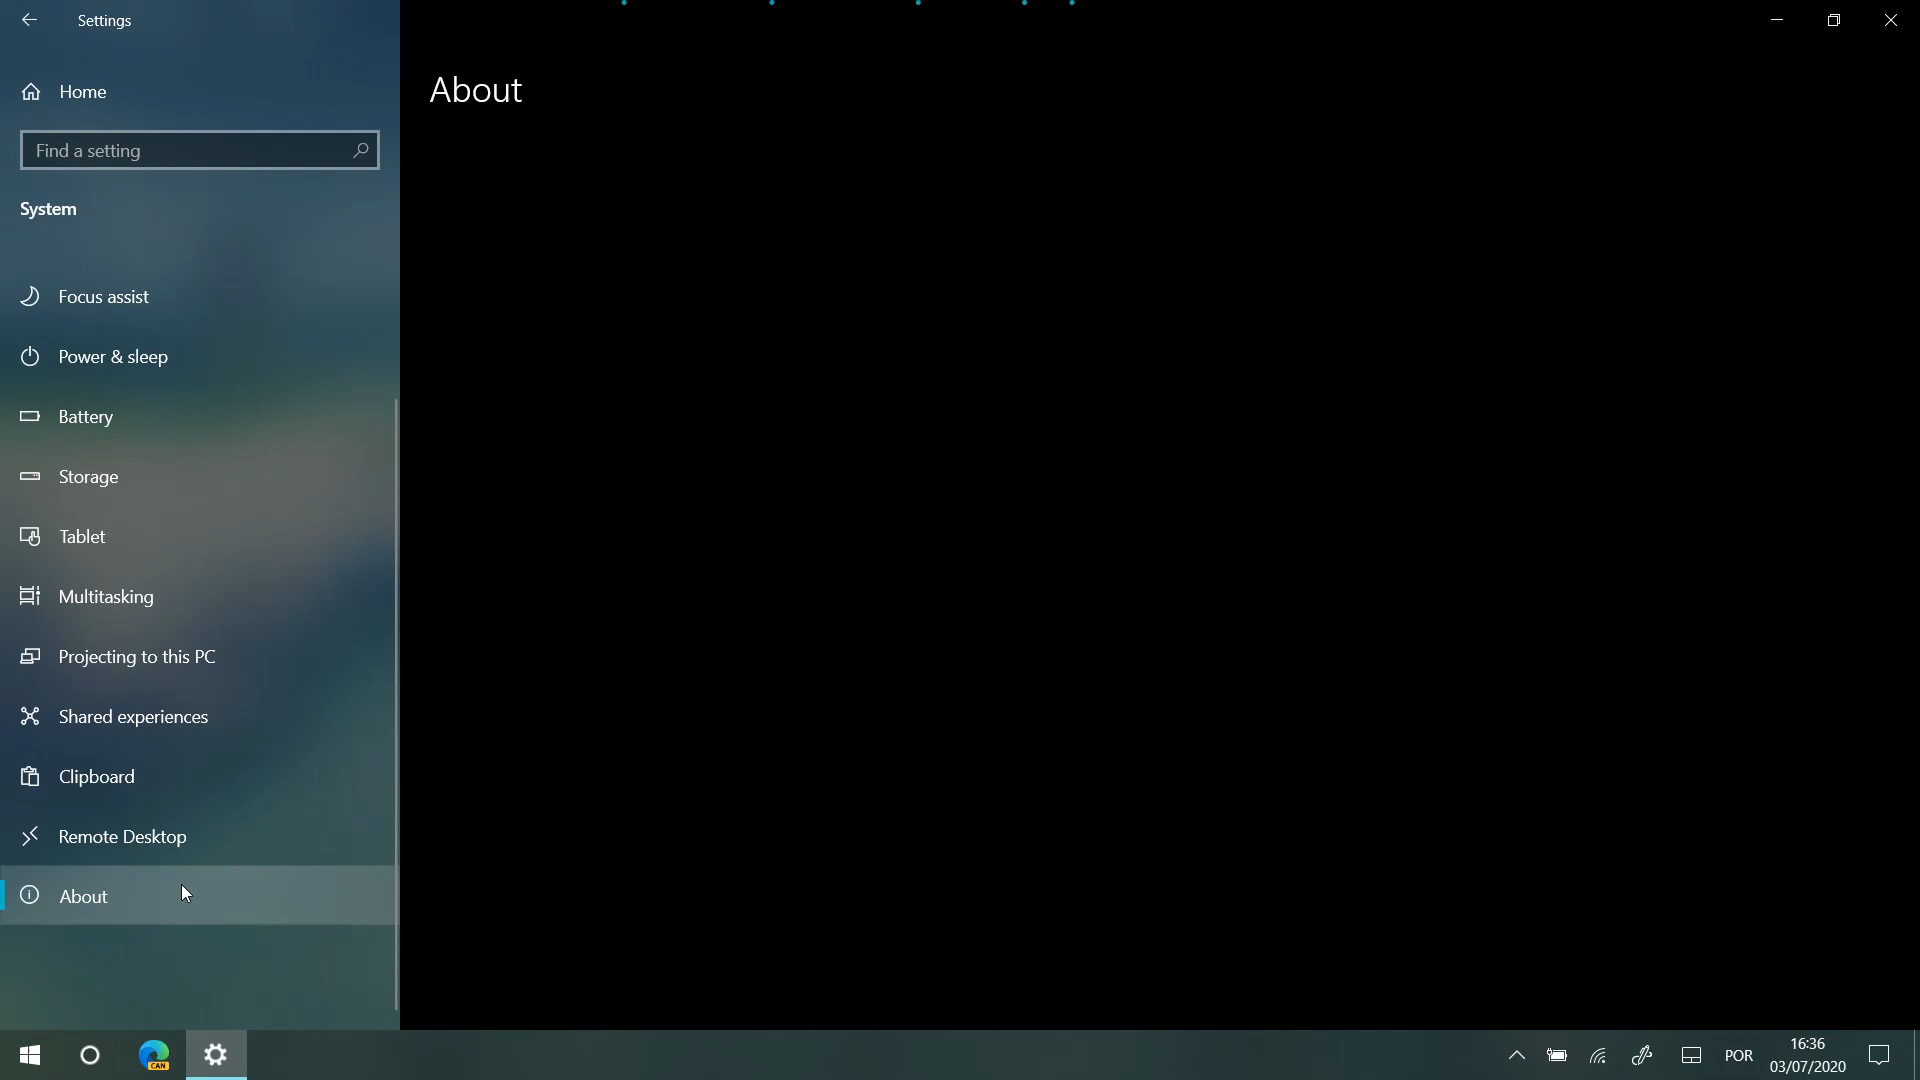 Settings
Home
Find a setting
System
Focus assist
Power & sleep
Battery
Storage
Tablet
Multitasking
Projecting to this PC
Shared experiences
Clipboard
Remote Desktop
About
About
CAN
POR
16:36
03/07/2020